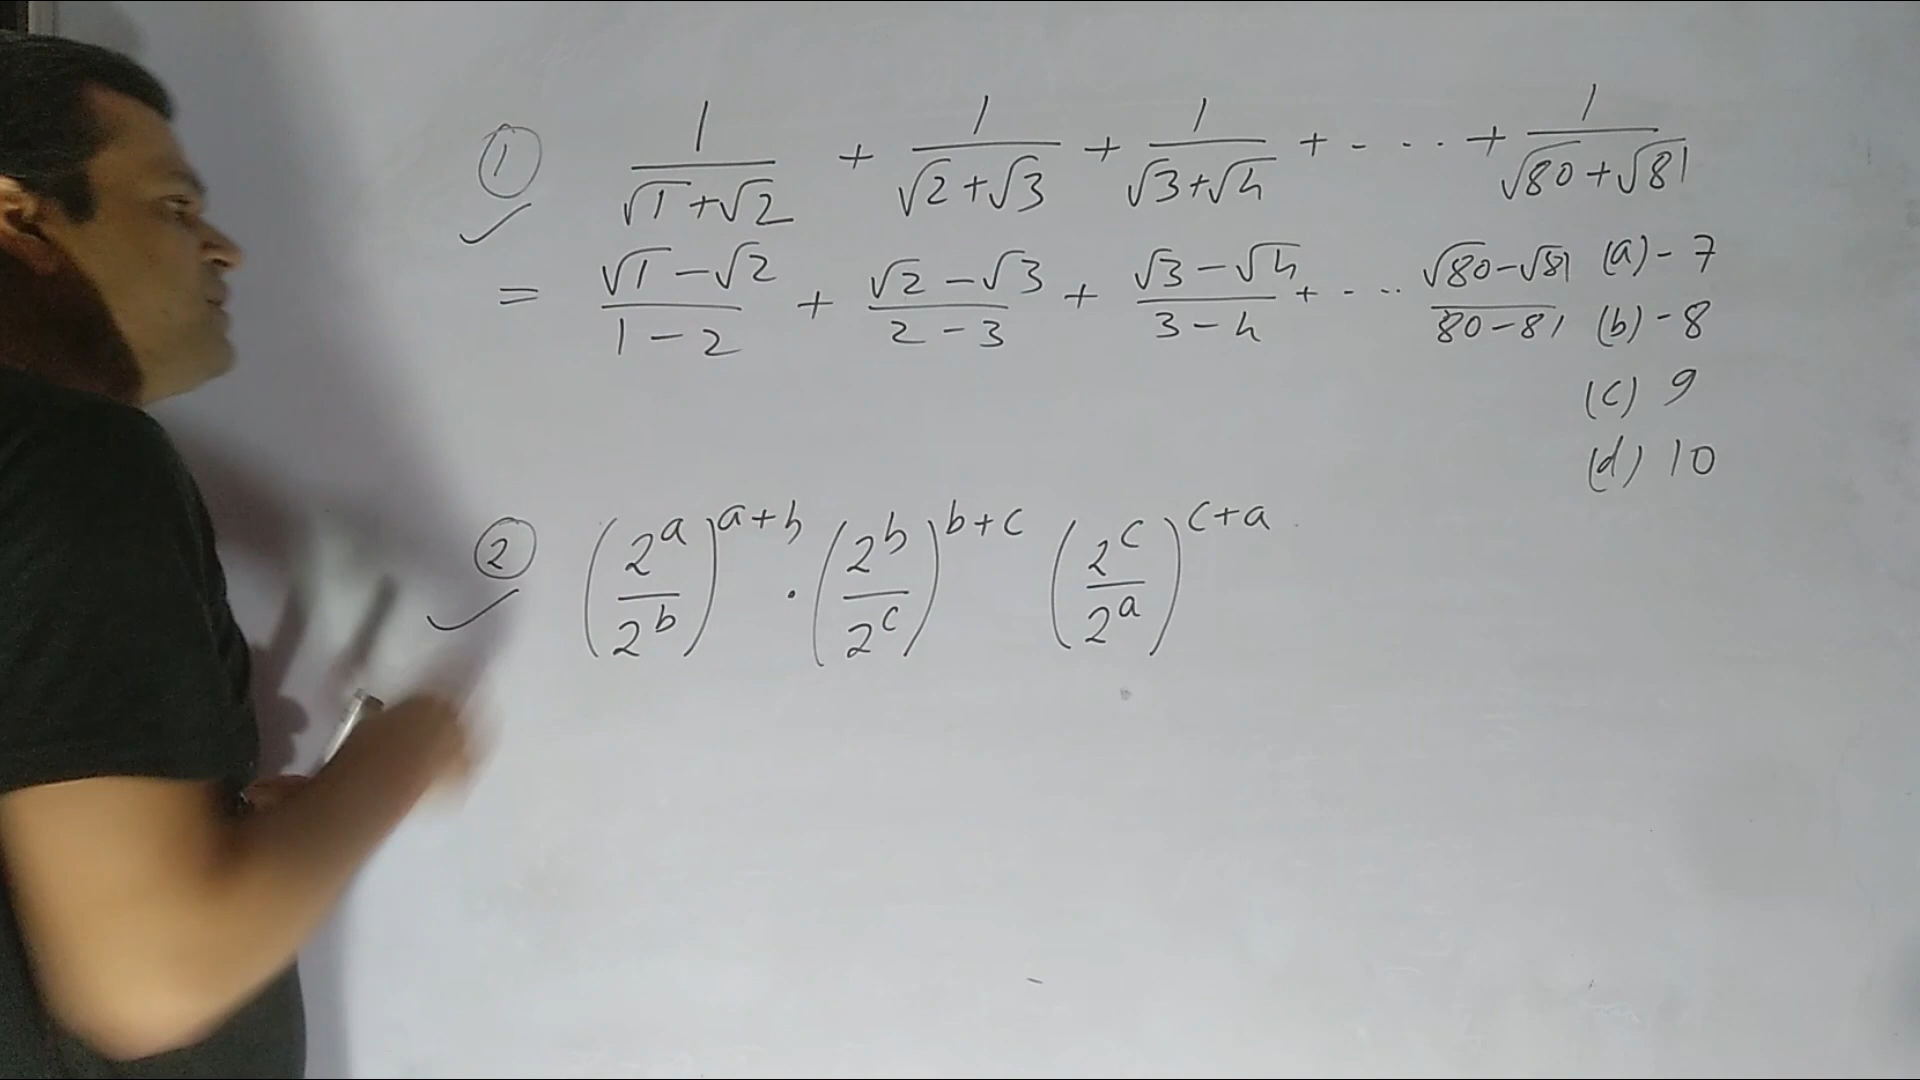 ① 1/(√1+√2) + 1/(√2+√3) + 1/(√3+√4) + - - - - + 1/(√80+√81)
= (√1-√2)/(1-2) + (√2-√3)/(2-3) + (√3-√4)/(3-4) + - - - (√80-√81)/(80-81)
(a) - 7
(b) - 8
(c) 9
(d) 10
② (2^a/2^b)^(a+b) · (2^b/2^c)^(b+c) (2^c/2^a)^(c+a)